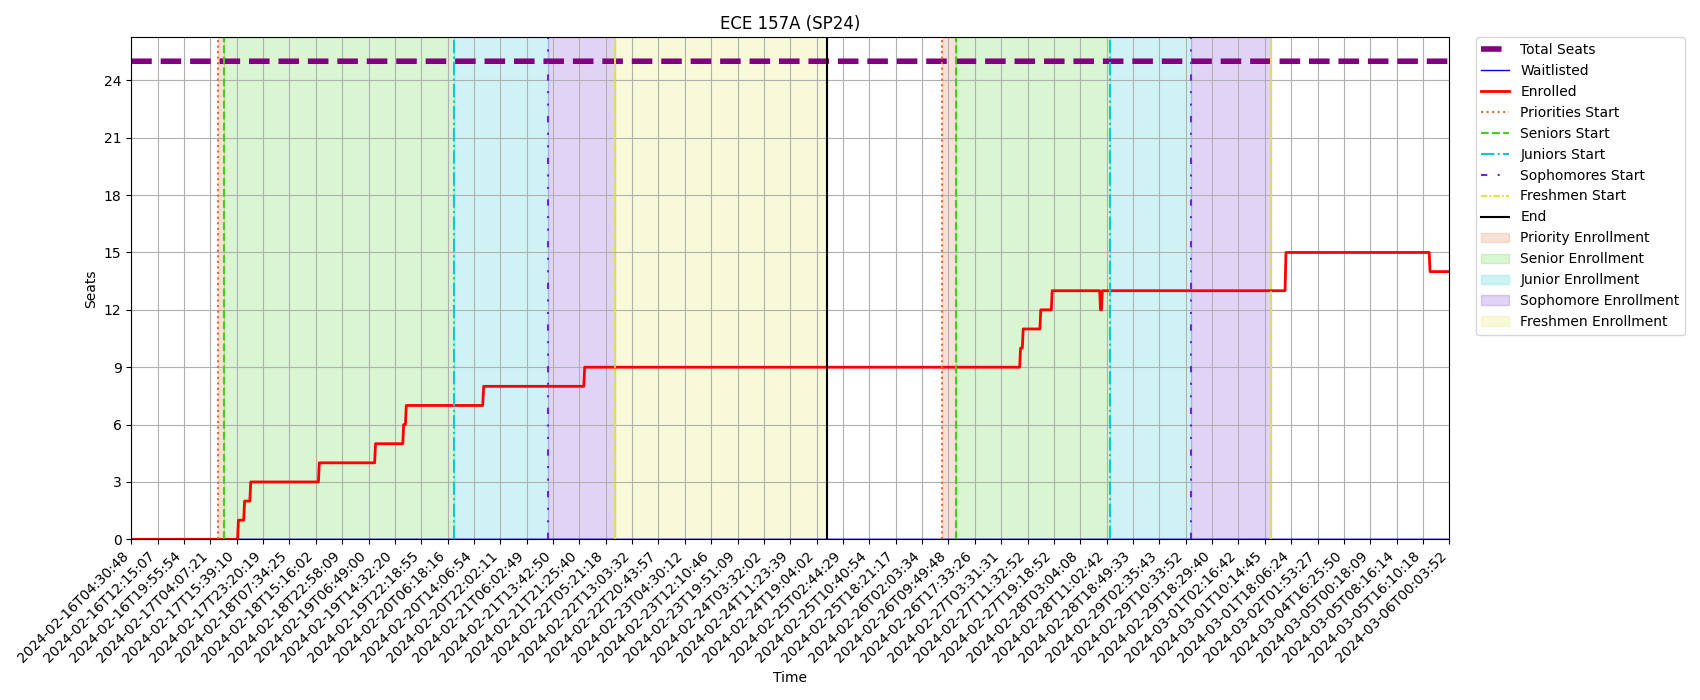 ECE 157A (SP24)
Total Seats
Waitlisted
Enrolled
Priorities Start
Seniors Start
Juniors Start
Sophomores Start
Freshmen Start
End
Priority Enrollment
Senior Enrollment
Junior Enrollment
Sophomore Enrollment
Freshmen Enrollment
Seats
24
21
18
15
12
9
6
3
0
2024-02-16T04:30:48
2024-02-16T12:15:07
2024-02-16T19:55:54
2024-02-17T04:07:21
2024-02-17T15:39:10
2024-02-17T23:20:19
2024-02-18T07:34:25
2024-02-18T15:16:02
2024-02-18T22:58:09
2024-02-19T06:49:00
2024-02-19T14:32:20
2024-02-19T22:18:55
2024-02-20T06:18:16
2024-02-20T14:06:54
2024-02-20T22:02:11
2024-02-21T06:02:49
2024-02-21T13:42:50
2024-02-21T21:25:40
2024-02-22T05:21:18
2024-02-22T13:03:32
2024-02-22T20:43:57
2024-02-23T04:30:12
2024-02-23T12:10:46
2024-02-23T19:51:09
2024-02-24T03:32:02
2024-02-24T11:23:39
2024-02-24T19:04:02
2024-02-25T02:44:29
2024-02-25T10:40:54
2024-02-25T18:21:17
2024-02-26T02:03:34
2024-02-26T09:49:48
2024-02-26T17:33:26
2024-02-27T03:31:31
2024-02-27T11:32:52
2024-02-27T19:18:52
2024-02-28T03:04:08
2024-02-28T11:02:42
2024-02-28T18:49:33
2024-02-29T02:35:43
2024-02-29T10:33:52
2024-02-29T18:29:40
2024-03-01T02:16:42
2024-03-01T10:14:45
2024-03-01T18:06:24
2024-03-02T01:53:27
2024-03-04T16:25:50
2024-03-05T00:18:09
2024-03-05T08:16:14
2024-03-05T16:10:18
2024-03-06T00:03:52
Time